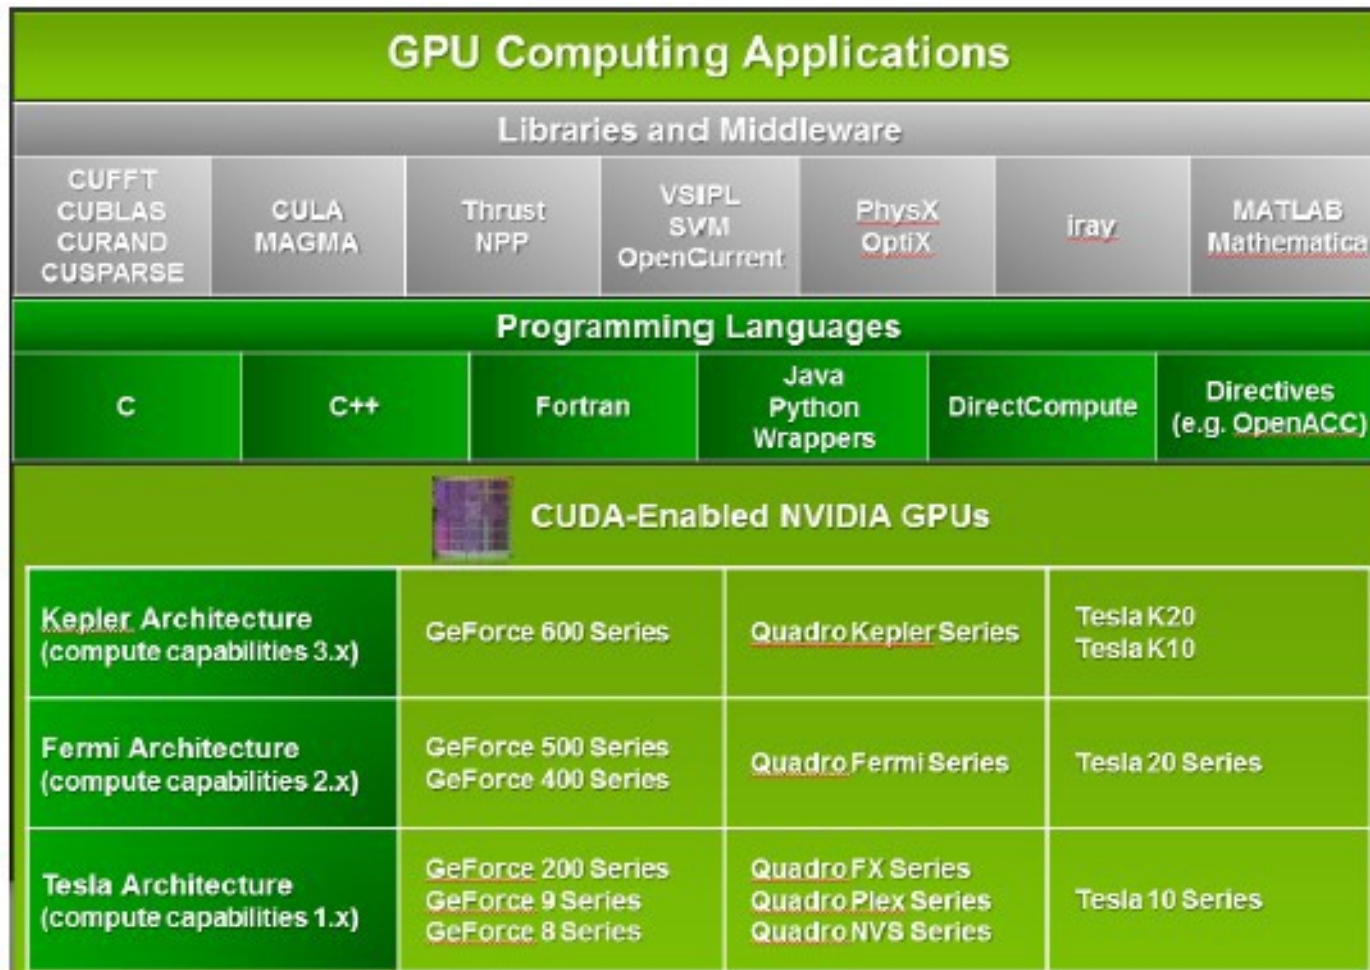 GPU Computing Applications
Libraries and Middleware
CUFFT
CUBLAS
CURAND
CUSPARSE
CULA
MAGMA
Thrust
NPP
VSIPL
SVM
OpenCurrent
PhysX
OptiX
iray
MATLAB
Mathematica
Programming Languages
C
C++
Fortran
Java
Python
Wrappers
DirectCompute
Directives
(e.g. OpenACC)
CUDA-Enabled NVIDIA GPUs
Kepler Architecture
(compute capabilities 3.x)
GeForce 600 Series
Quadro Kepler Series
Tesla K20
Tesla K10
Fermi Architecture
(compute capabilities 2.x)
GeForce 500 Series
GeForce 400 Series
Quadro Fermi Series
Tesla 20 Series
Tesla Architecture
(compute capabilities 1.x)
GeForce 200 Series
GeForce 9 Series
GeForce 8 Series
Quadro FX Series
Quadro Plex Series
Quadro NVS Series
Tesla 10 Series